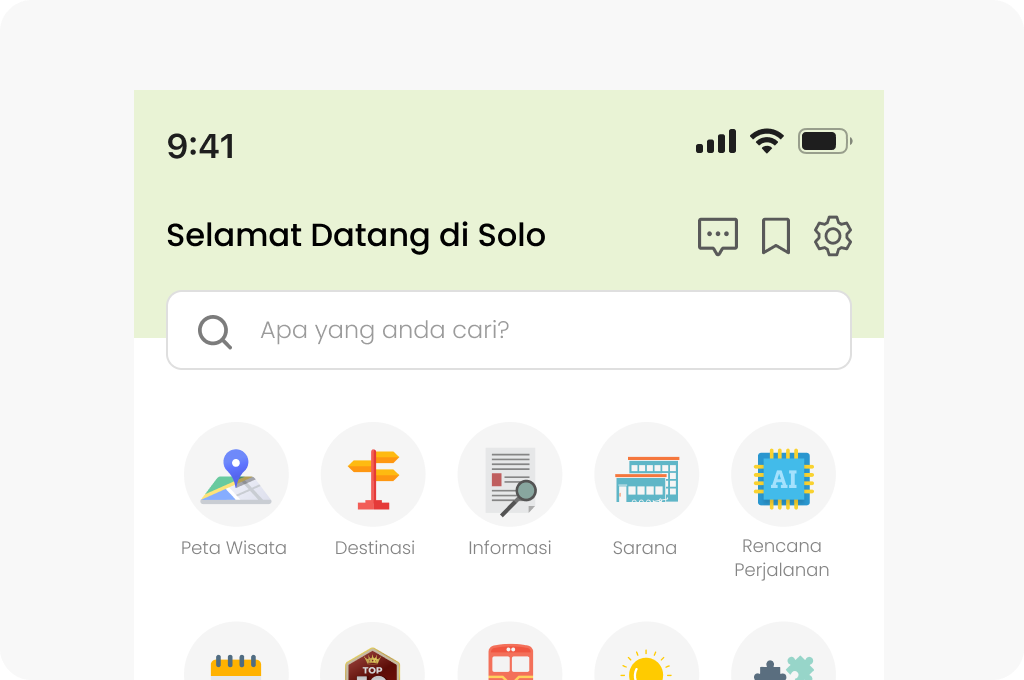 9:41
Selamat Datang di Solo
Apa yang anda cari?
AI
Peta Wisata
Destinasi
Informasi
Sarana
Rencana
Perjalanan
TOP